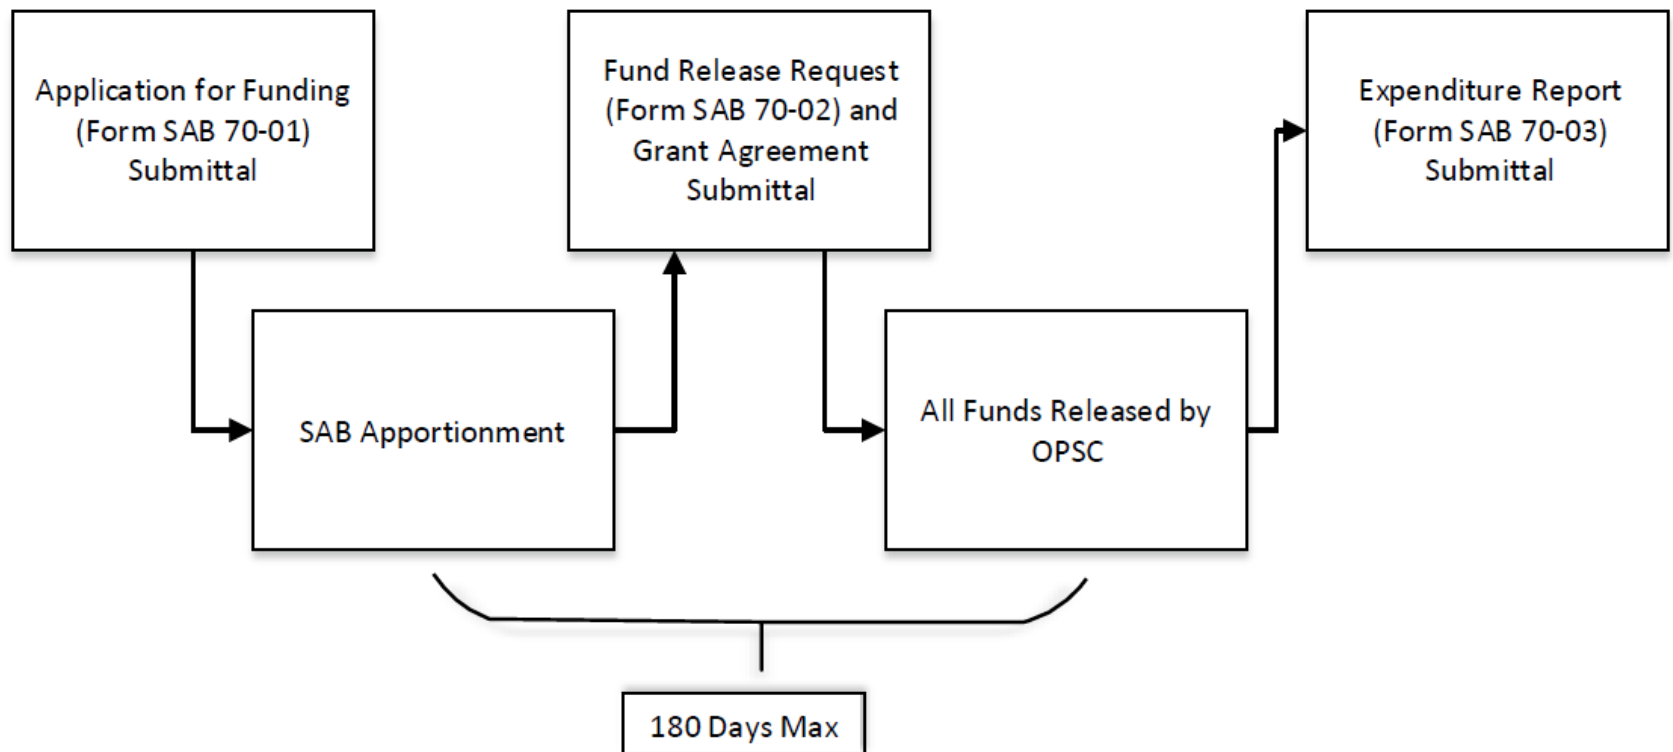 Application for Funding
(Form SAB 70-01)
Submittal
Fund Release Request
(Form SAB 70-02) and
Grant Agreement
Submittal
Expenditure Report
(Form SAB 70-03)
Submittal
SAB Apportionment
All Funds Released by
OPSC
180 Days Max